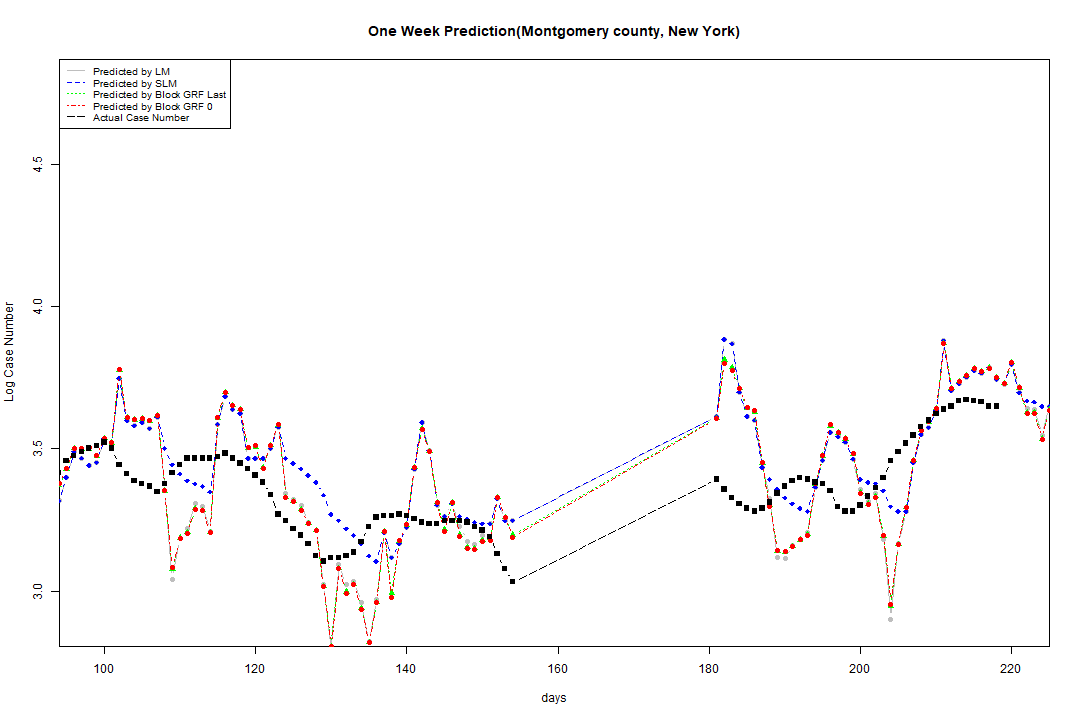 One Week Prediction(Montgomery county, New York)
Predicted by LM
Predicted by SLM
Predicted by Block GRF Last
Predicted by Block GRF 0
Actual Case Number
4.5
4.0
3.5
3.0
Log Case Number
100 120 140 160 180 200 220
days